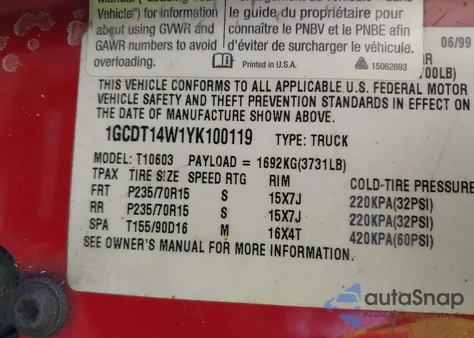 Vehicle" for information
about using GVWR and
GAWR numbers to avoid
overloading.
le guide du propriétaire pour
connaître le PNBV et le PNBE afin
d'éviter de surcharger le véhicule.
Printed in U.S.A. 15062693
06/99
THIS VEHICLE CONFORMS TO ALL APPLICABLE U.S. FEDERAL MOTOR
VEHICLE SAFETY AND THEFT PREVENTION STANDARDS IN EFFECT ON
THE DATE OF MANUFACTURE SHOWN ABOVE.
1GCDT14W1YK100119 TYPE: TRUCK
MODEL: T10603 PAYLOAD = 1692KG(3731LB)
TIRE SIZE SPEED RTG RIM COLD-TIRE PRESSURE
FRT P235/70R15 S 15X7J 220KPA(32PSI)
RR P235/70R15 S 15X7J 220KPA(32PSI)
SPA T155/90D16 M 16X4T 420KPA(60PSI)
SEE OWNER'S MANUAL FOR MORE INFORMATION.
autoSnap